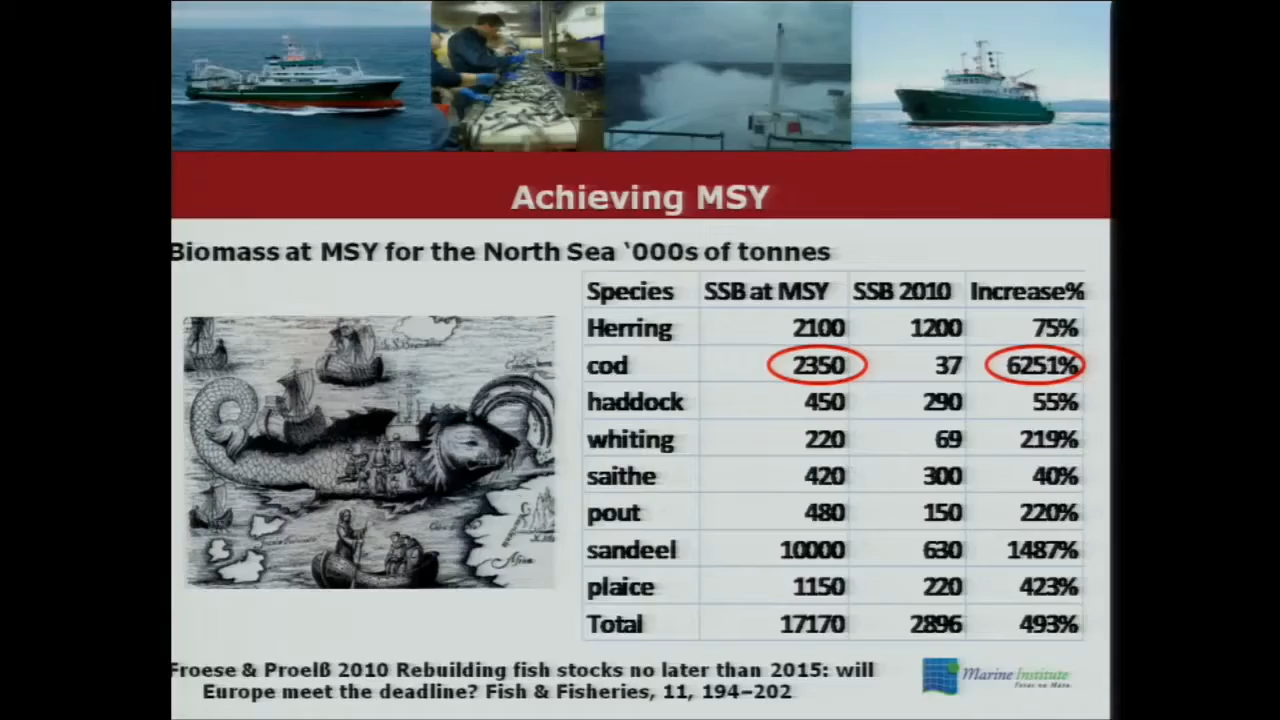 Achieving MSY
Biomass at MSY for the North Sea ‘000s of tonnes
Species SSB at MSY SSB 2010 Increase%
Herring 2100 1200 75%
cod 2350 37 6251%
haddock 450 290 55%
whiting 220 69 219%
saithe 420 300 40%
pout 480 150 220%
sandeel 10000 630 1487%
plaice 1150 220 423%
Total 17170 2896 493%
Froese & Proelß 2010 Rebuilding fish stocks no later than 2015: will
Europe meet the deadline? Fish & Fisheries, 11, 194–202
Marine Institute
Foras na Mara